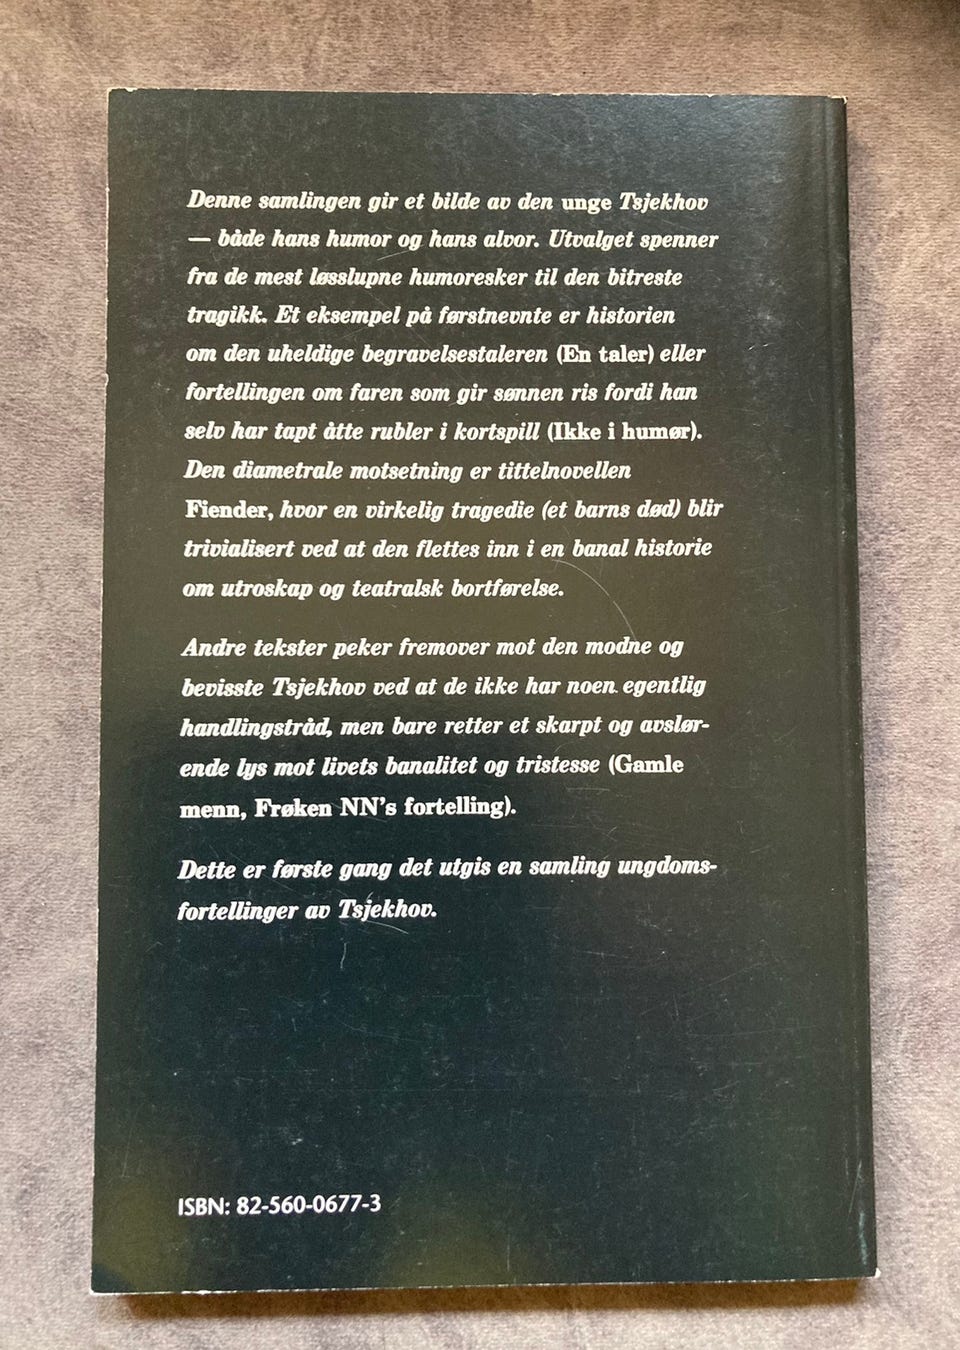 Denne samlingen gir et bilde av den unge Tsjekhov
— både hans humor og hans alvor. Utvalget spenner
fra de mest løsslupne humoresker til den bitreste
tragikk. Et eksempel på førstnevnte er historien
om den uheldige begravelsestaleren (En taler) eller
fortellingen om faren som gir sønnen ris fordi han
selv har tapt åtte rubler i kortspill (Ikke i humør).
Den diametrale motsetning er tittelnovellen
Fiender, hvor en virkelig tragedie (et barns død) blir
trivialisert ved at den flettes inn i en banal historie
om utroskap og teatralsk bortførelse.
Andre tekster peker fremover mot den modne og
bevisste Tsjekhov ved at de ikke har noen egentlig
handlingstråd, men bare retter et skarpt og avslør-
ende lys mot livets banalitet og tristesse (Gamle
menn, Frøken NN's fortelling).
Dette er første gang det utgis en samling ungdoms-
fortellinger av Tsjekhov.
ISBN: 82-560-0677-3